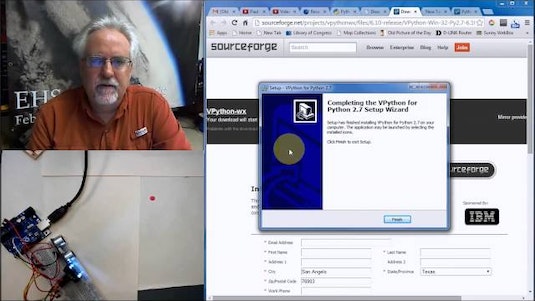 EHS
Feb
sourceforge.net/projects/vpythonwx/files/6.10-release/VPython-Win-32-Py2.7-6.10
Apps
Home
New Tab
Library of Congress
Map Collections
Old Picture of the Day
D-LINK Router
Sunny WebBox
sourceforge
Search
Browse
Enterprise
Blog
Help
Jobs
VPython-wx
Your download will start
Mirror provide
Setup - VPython for Python 2.7
Completing the VPython for
Python 2.7 Setup Wizard
Setup has finished installing VPython for Python 2.7 on your
computer. The application may be launched by selecting the
installed icons.
Click Finish to exit Setup.
Finish
Sponsored By:
IBM
* Email Address
* First Name
* Last Name
* Address 1
Address 2
* City
San Angelo
* State/Province
Texas
* Zip/Postal Code
* Work Phone